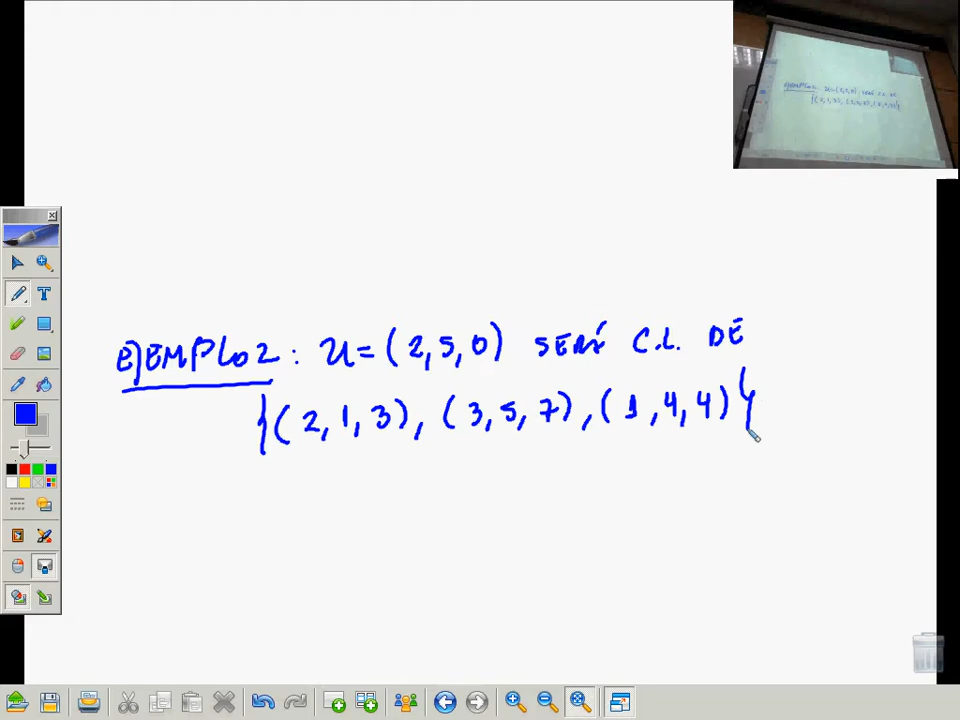 EJEMPLO 2: u = (2, 5, 0) SERÁ C.L. DE
{(2, 1, 3), (3, 5, 7), (1, 4, 4)}